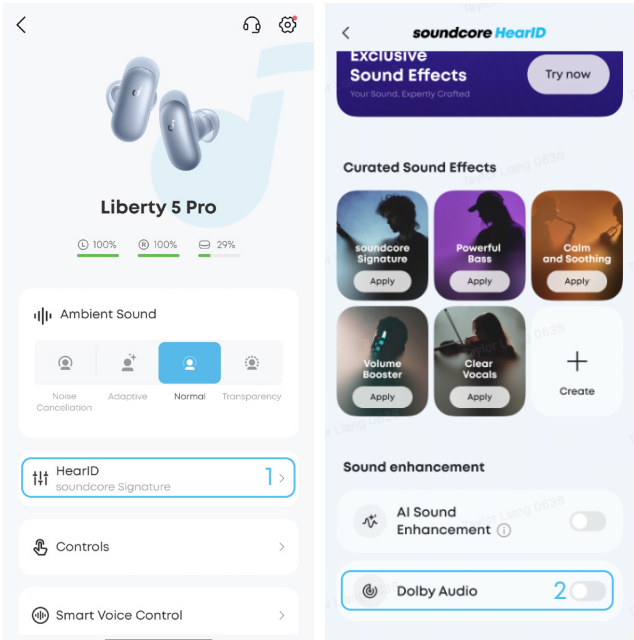 Liberty 5 Pro
L 100%
R 100%
29%
Ambient Sound
Noise
Cancellation
Adaptive
Normal
Transparency
HearID
soundcore Signature
1
Controls
Smart Voice Control
soundcore HearID
Exclusive
Sound Effects
Your Sound, Expertly Crafted
Try now
Curated Sound Effects
soundcore
Signature
Apply
Powerful
Bass
Apply
Calm
and Soothing
Apply
Volume
Booster
Apply
Clear
Vocals
Apply
Create
Sound enhancement
AI Sound
Enhancement
Dolby Audio
2